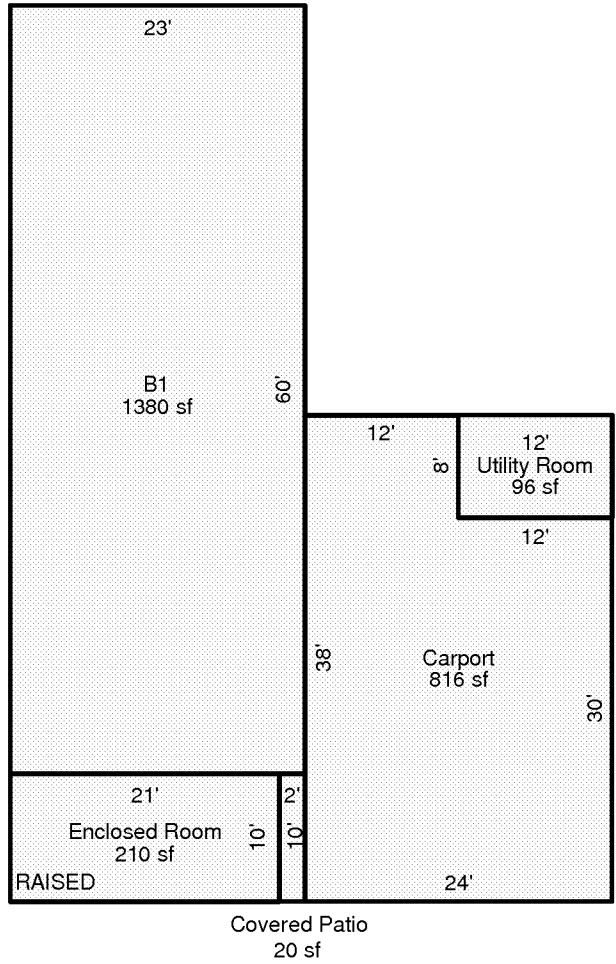 23'
B1
1380 sf
60'
12'
8'
12'
Utility Room
96 sf
12'
38'
Carport
816 sf
30'
21'
2'
Enclosed Room
210 sf
10'
10'
RAISED
24'
Covered Patio
20 sf